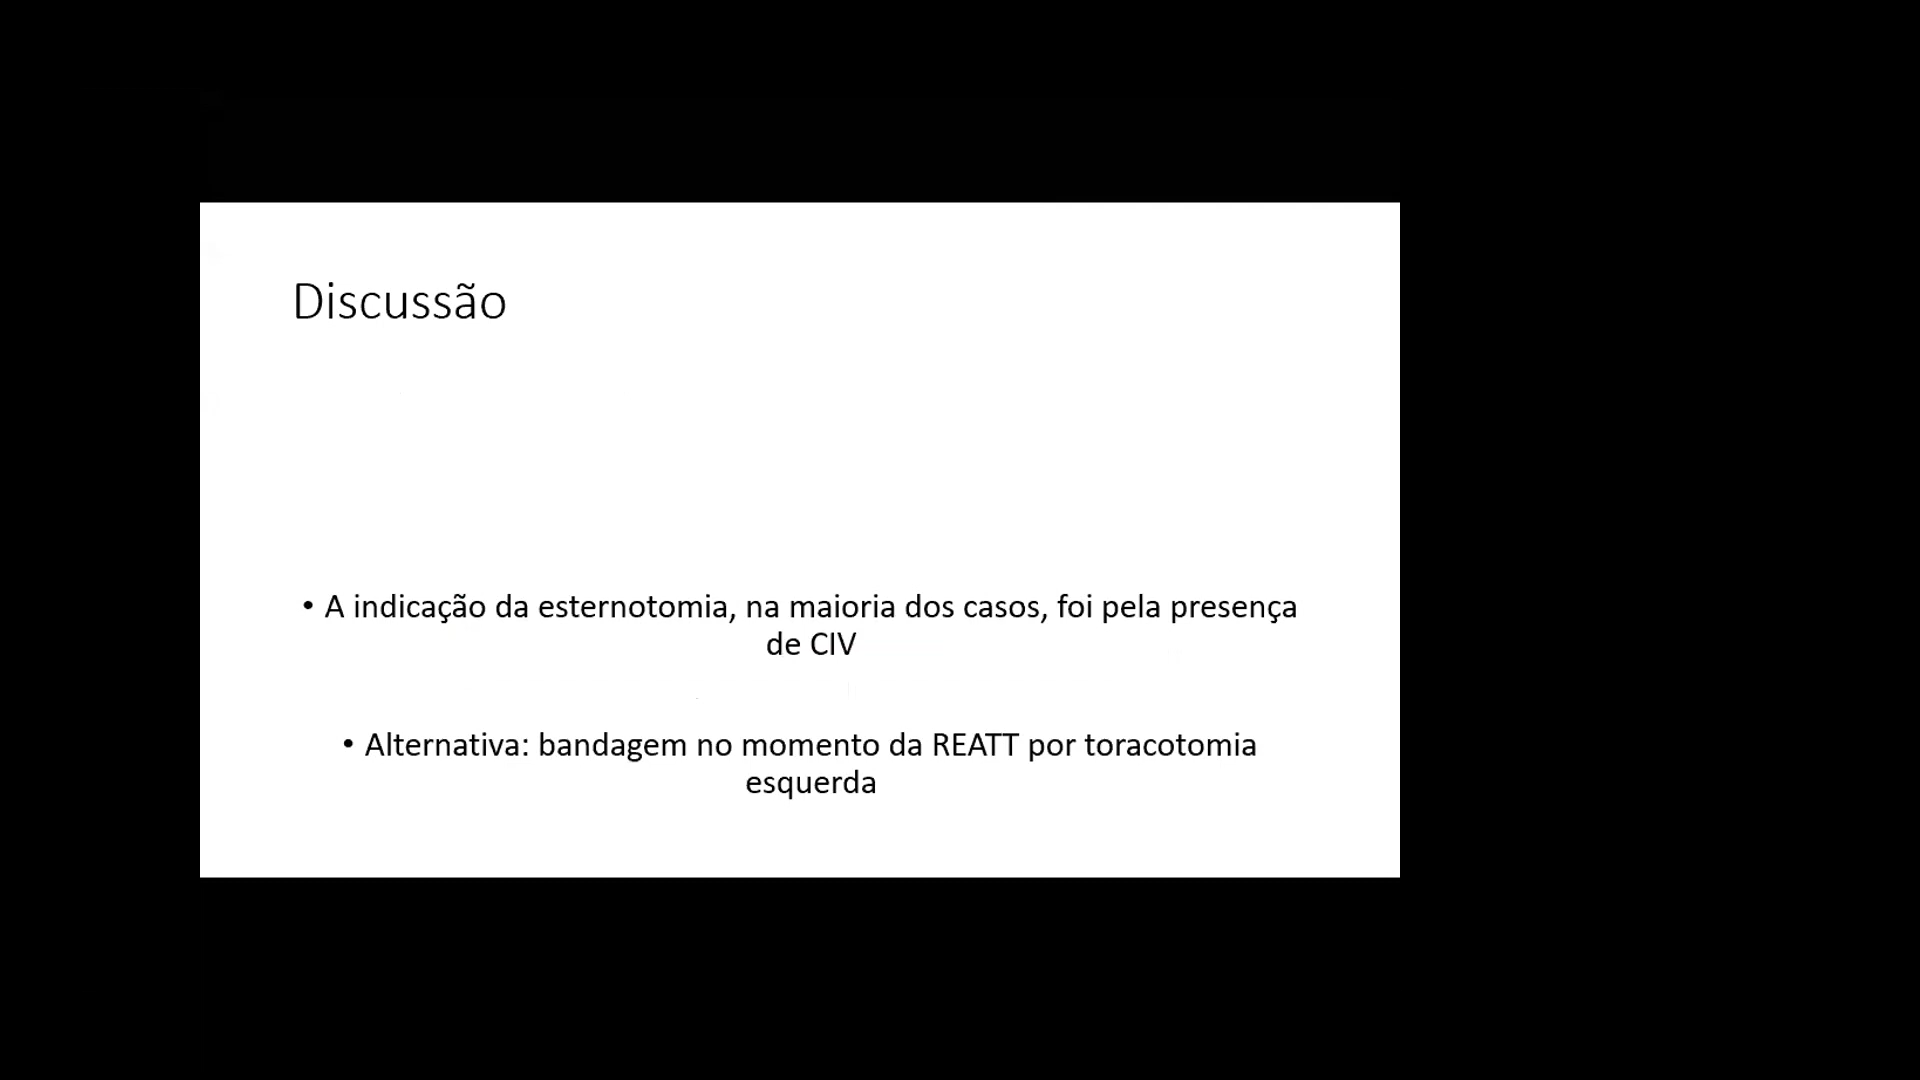 Discussão
• A indicação da esternotomia, na maioria dos casos, foi pela presença
de CIV
• Alternativa: bandagem no momento da REATT por toracotomia
esquerda